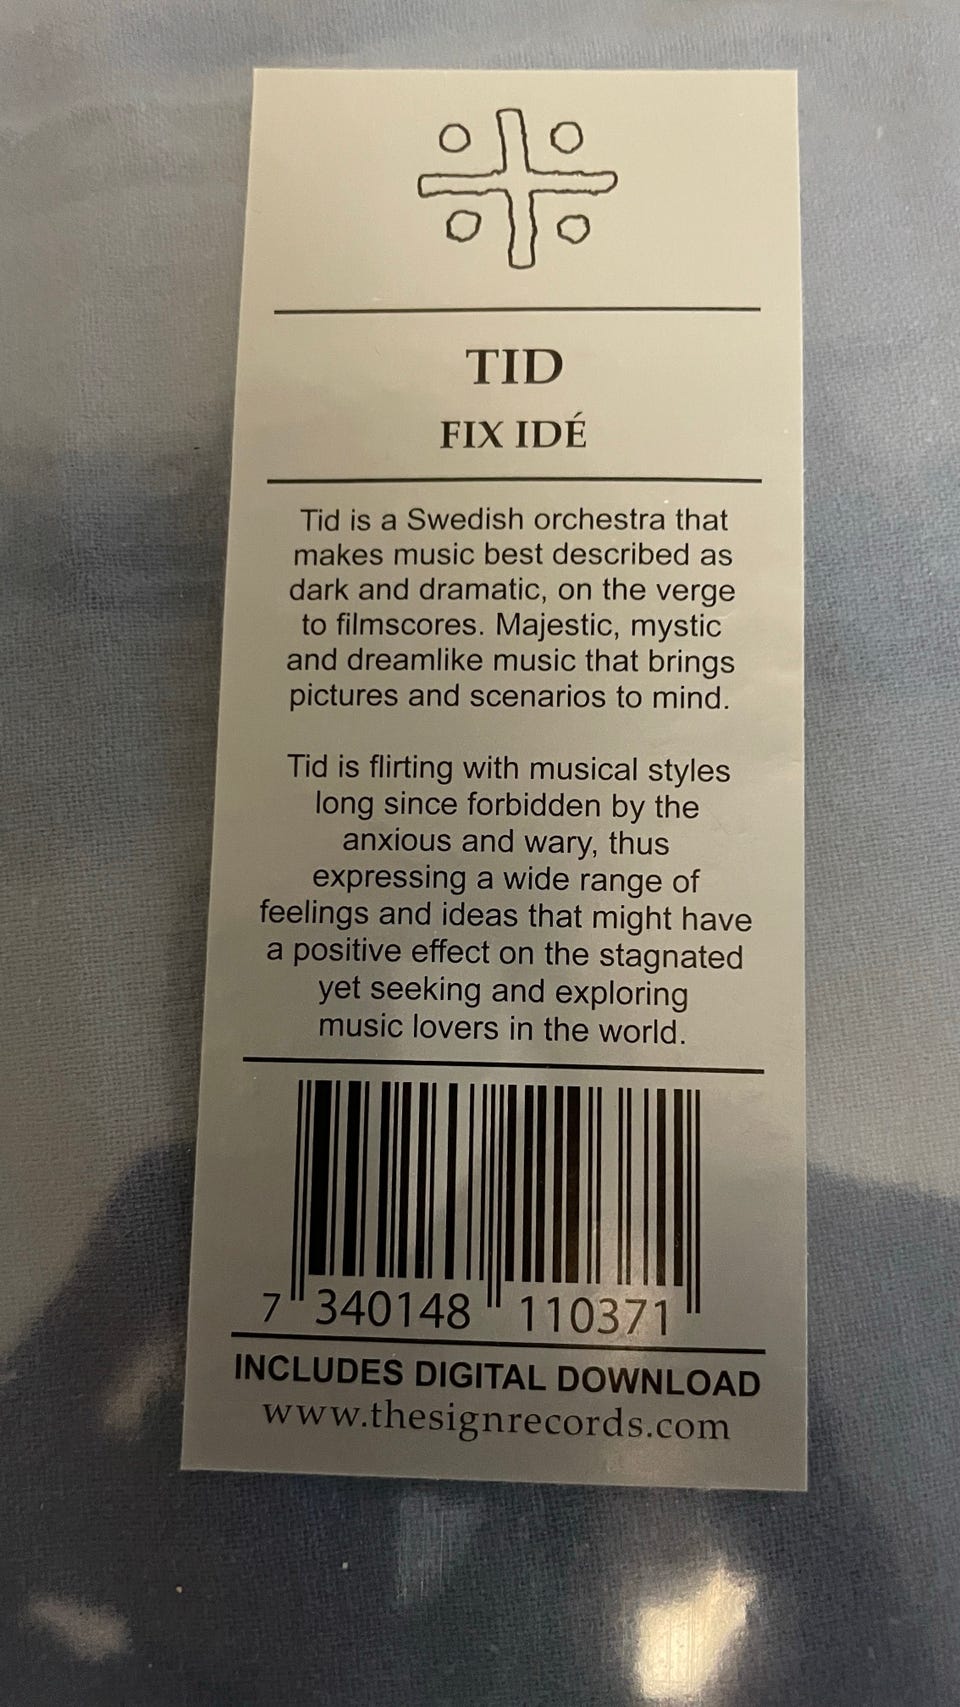 TID
FIX IDÉ
Tid is a Swedish orchestra that
makes music best described as
dark and dramatic, on the verge
to filmscores. Majestic, mystic
and dreamlike music that brings
pictures and scenarios to mind.
Tid is flirting with musical styles
long since forbidden by the
anxious and wary, thus
expressing a wide range of
feelings and ideas that might have
a positive effect on the stagnated
yet seeking and exploring
music lovers in the world.
7 340148 110371
INCLUDES DIGITAL DOWNLOAD
www.thesignrecords.com